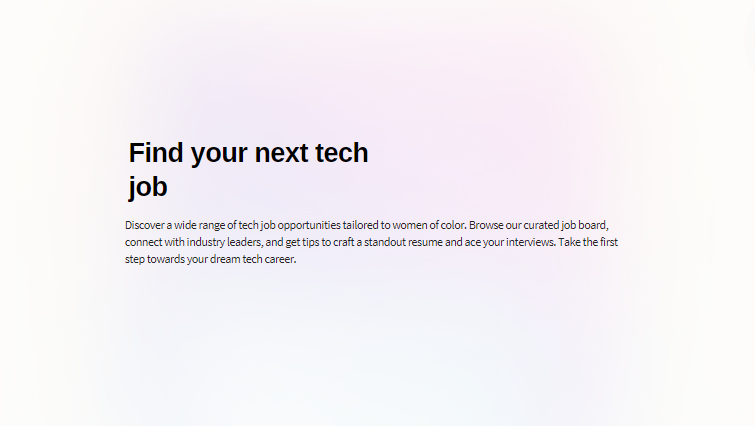 Find your next tech
job
Discover a wide range of tech job opportunities tailored to women of color. Browse our curated job board,
connect with industry leaders, and get tips to craft a standout resume and ace your interviews. Take the first
step towards your dream tech career.